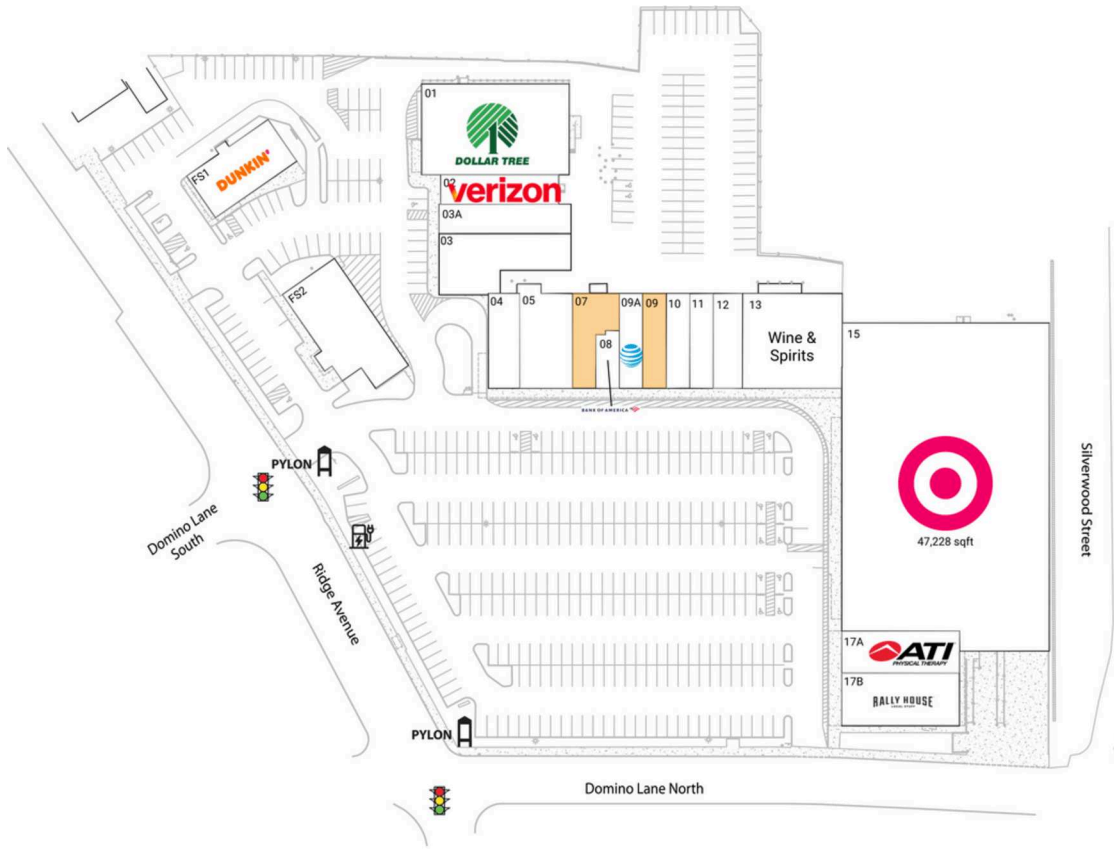 01
DOLLAR TREE
FS1
DUNKIN'
02
verizon
03A
03
FS2
04
05
07
08
09A
09
10
11
12
13
Wine &
Spirits
BANK OF AMERICA
15
47,228 sqft
Silverwood Street
PYLON
Domino Lane
South
Ridge Avenue
17A
ATI
PHYSICAL THERAPY
17B
RALLY HOUSE
PYLON
Domino Lane North